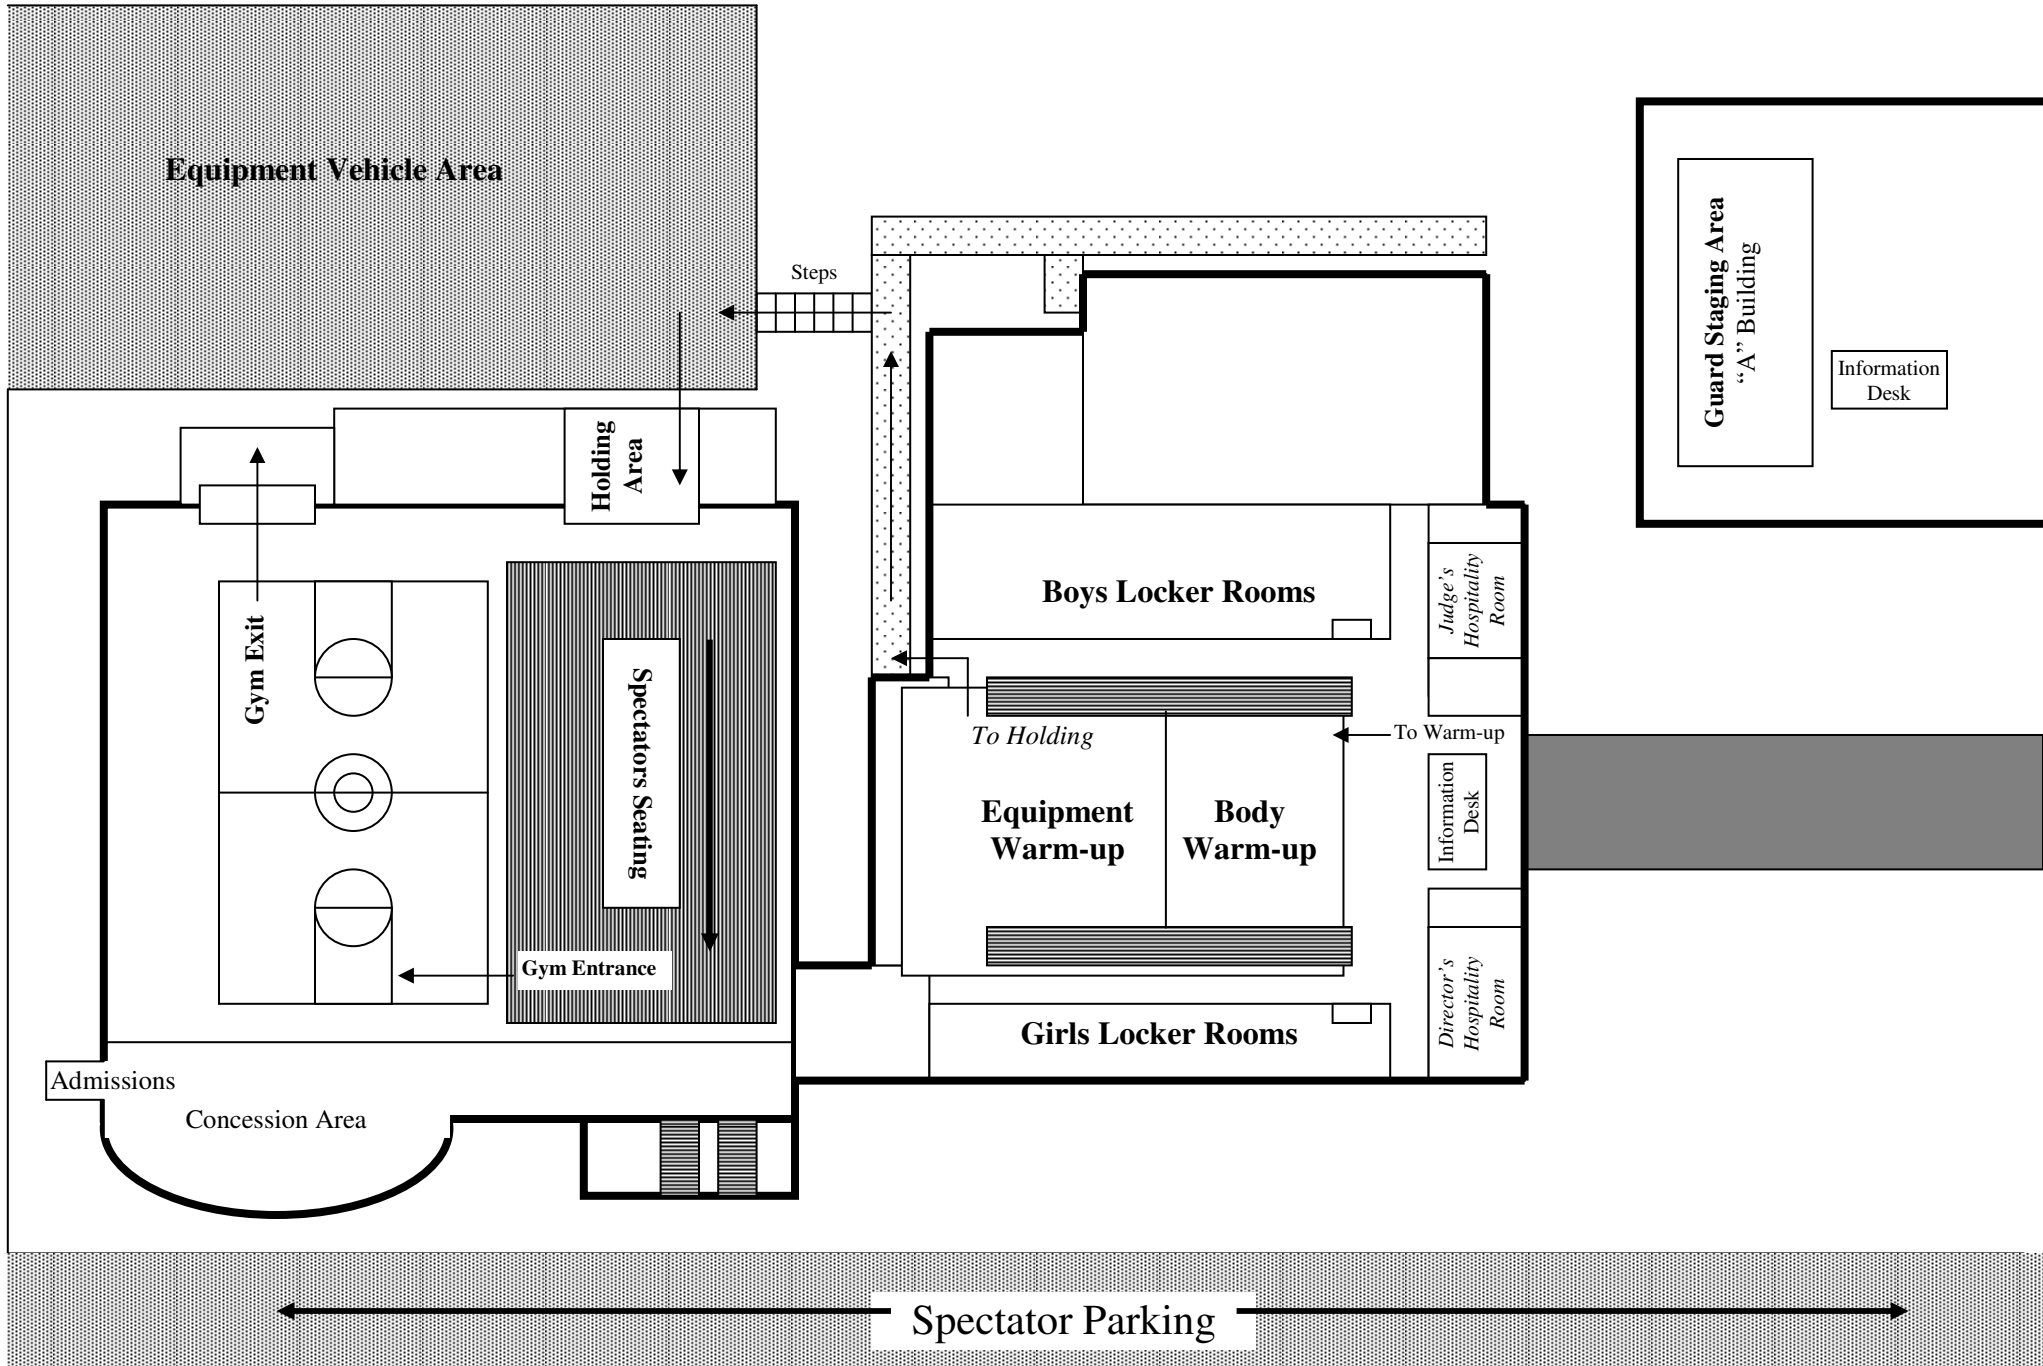 Equipment Vehicle Area
Steps
Guard Staging Area
“A” Building
Information
Desk
Holding
Area
Gym Exit
Spectators Seating
Gym Entrance
Boys Locker Rooms
Judge’s
Hospitality
Room
To Holding
To Warm-up
Equipment
Warm-up
Body
Warm-up
Information
Desk
Girls Locker Rooms
Director’s
Hospitality
Room
Admissions
Concession Area
Spectator Parking